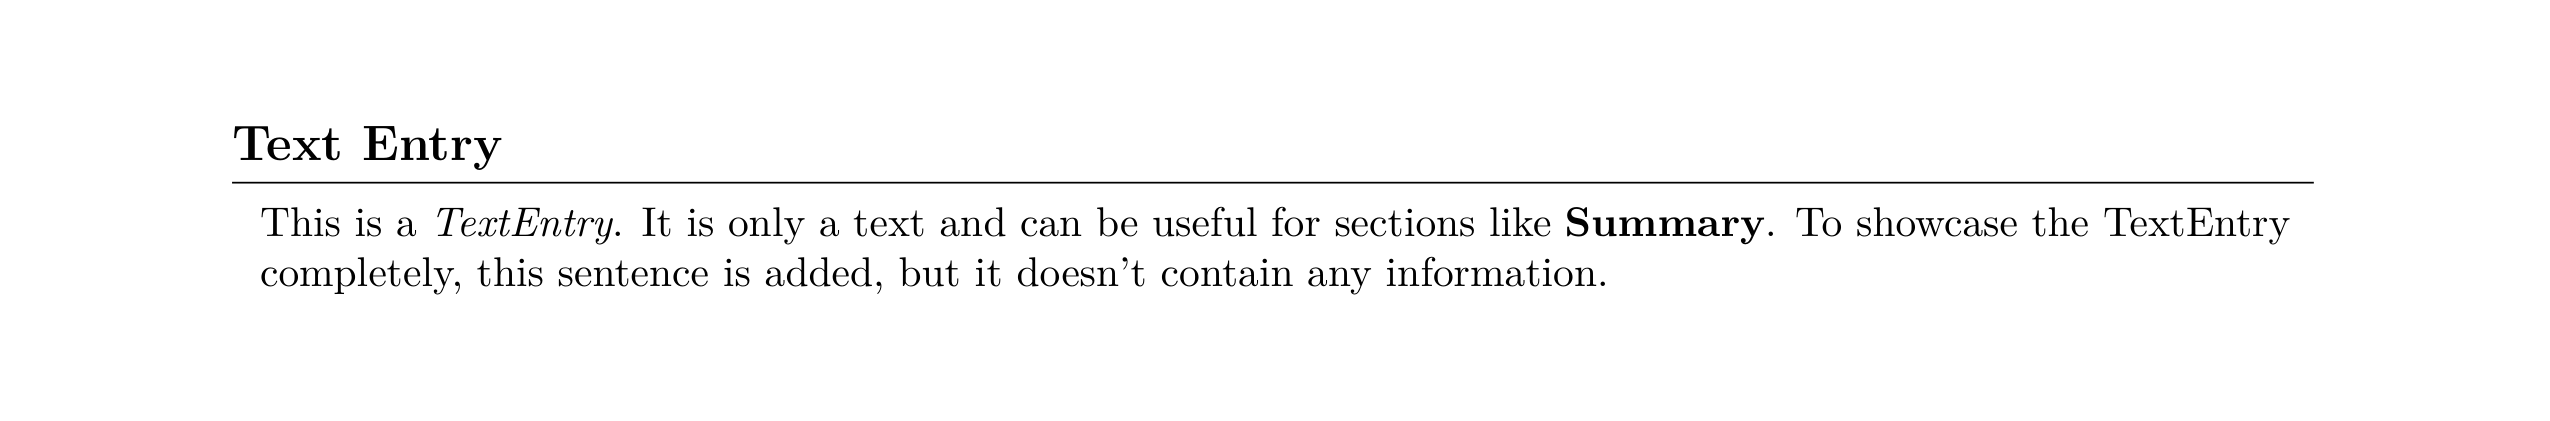 Text Entry
This is a TextEntry. It is only a text and can be useful for sections like Summary. To showcase the TextEntry
completely, this sentence is added, but it doesn't contain any information.